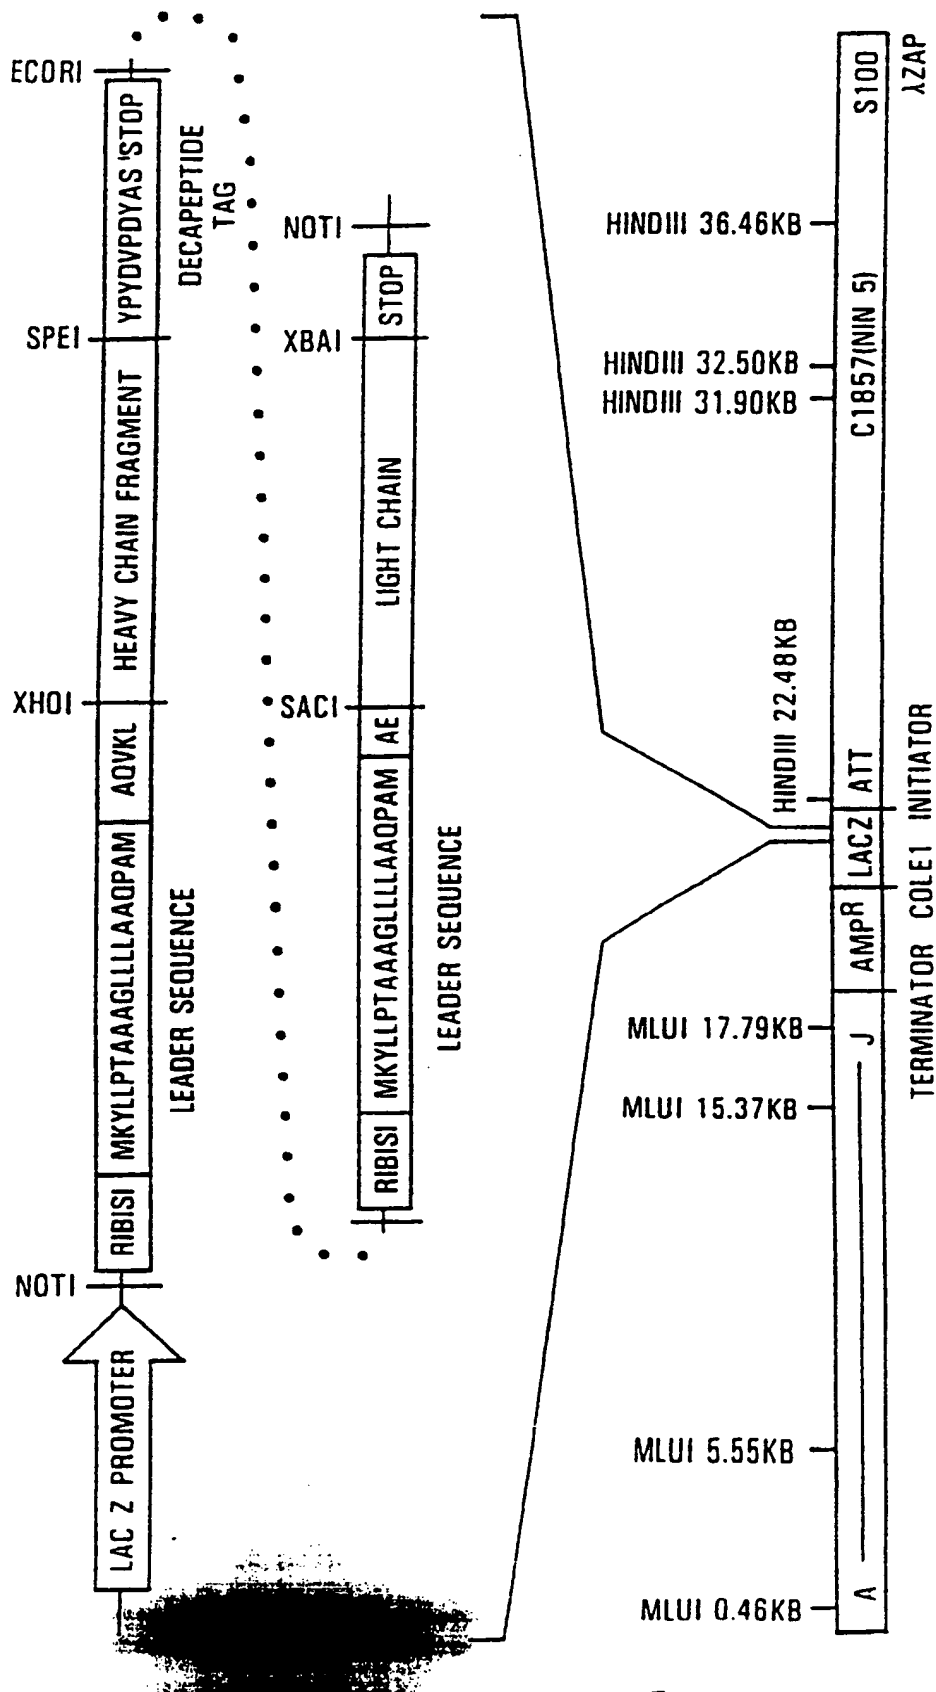 ECORI
YPYDVPDYAS 'STOP
DECAPEPTIDE
TAG
SPEI
HEAVY CHAIN FRAGMENT
XHOI
AQVKL
MKYLLPTAAAGLLLLAAQPAM
LEADER SEQUENCE
RIBISI
NOTI
LAC Z PROMOTER
NOTI
STOP
XBAI
LIGHT CHAIN
SACI
AE
MKYLLPTAAAGLLLLAAQPAM
LEADER SEQUENCE
RIBISI
S100
λZAP
HINDIII 36.46KB
C1857(NIN 5)
HINDIII 32.50KB
HINDIII 31.90KB
HINDIII 22.48KB
ATT
LACZ
AMPR
TERMINATOR COLE1 INITIATOR
MLUI 17.79KB
J
MLUI 15.37KB
MLUI 5.55KB
A
MLUI 0.46KB